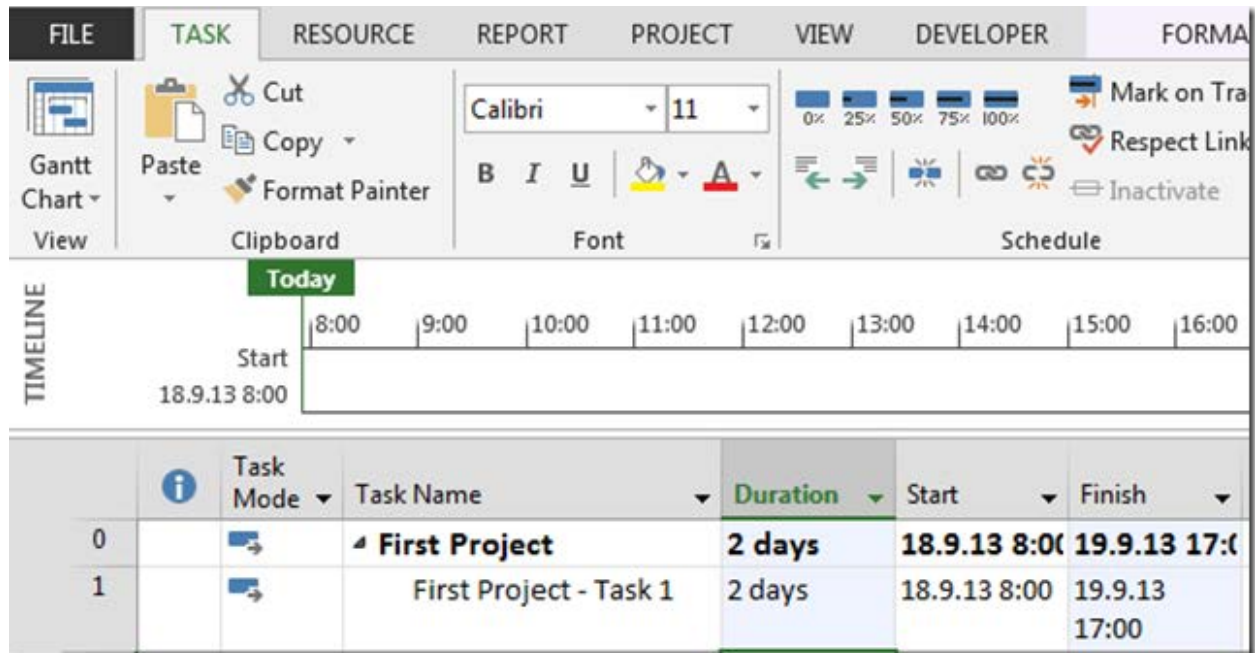 FILE TASK RESOURCE REPORT PROJECT VIEW DEVELOPER FORMA
Cut
Copy
Format Painter
Paste
Gantt
Chart
Calibri 11
B I U A
0% 25% 50% 75% 100%
Mark on Tra
Respect Link
Inactivate
View Clipboard Font Schedule
TIMELINE
Today
8:00 9:00 10:00 11:00 12:00 13:00 14:00 15:00 16:00
Start
18.9.13 8:00
Task
Mode Task Name Duration Start Finish
0 First Project 2 days 18.9.13 8:0( 19.9.13 17:(
1 First Project - Task 1 2 days 18.9.13 8:00 19.9.13
17:00